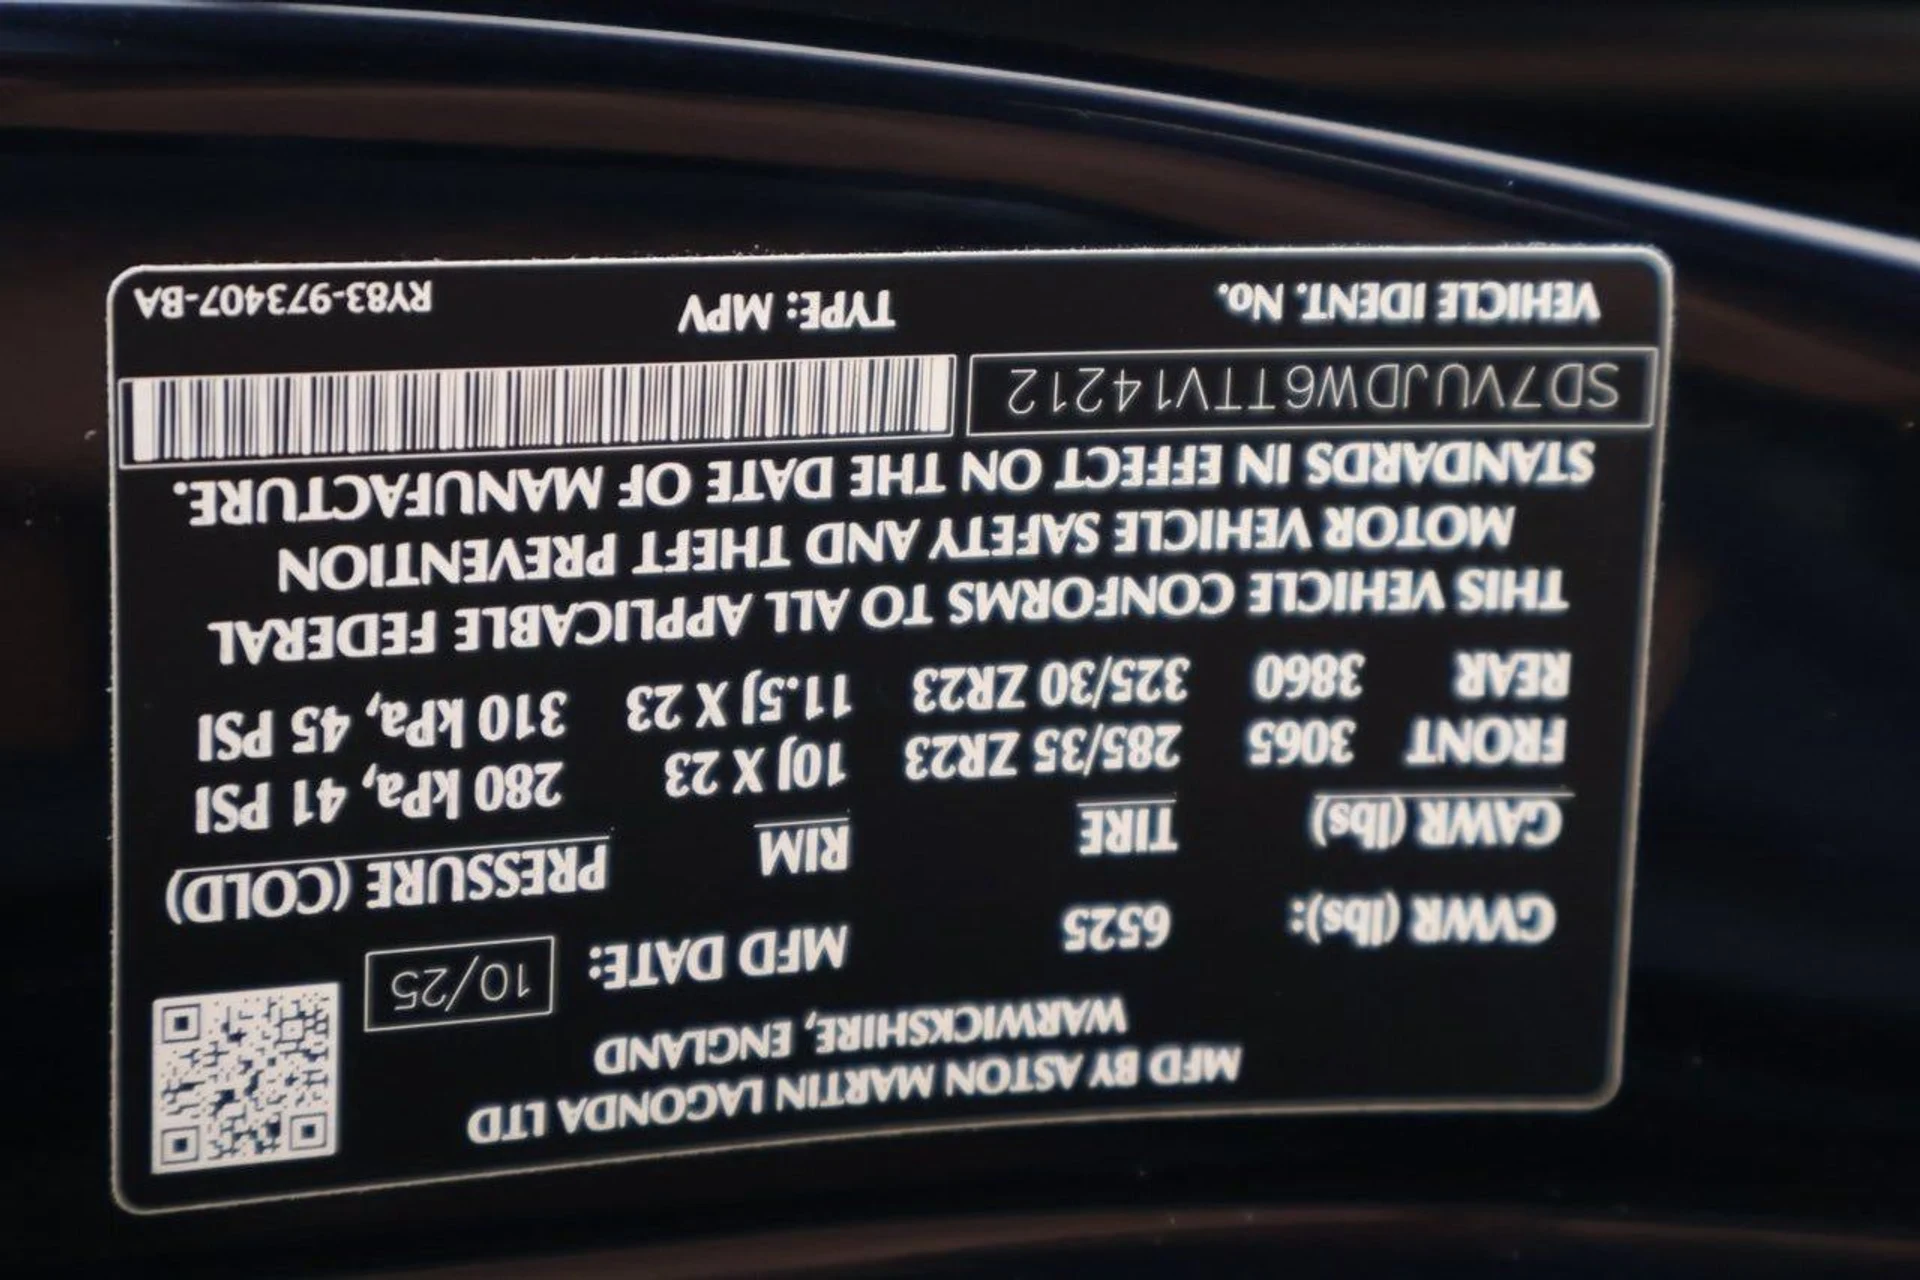 MFD BY ASTON MARTIN LAGONDA LTD
WARWICKSHIRE, ENGLAND
GVWR (lbs): 6525 MFD DATE: 10/25
GAWR (lbs) TIRE RIM PRESSURE (COLD)
FRONT 3065 285/35 ZR23 10J X 23 280 kPa, 41 PSI
REAR 3860 325/30 ZR23 11.5J X 23 310 kPa, 45 PSI
THIS VEHICLE CONFORMS TO ALL APPLICABLE FEDERAL
MOTOR VEHICLE SAFETY AND THEFT PREVENTION
STANDARDS IN EFFECT ON THE DATE OF MANUFACTURE.
SD7VUJDW6TTV14212
VEHICLE IDENT. No. TYPE: MPV RY83-973407-BA